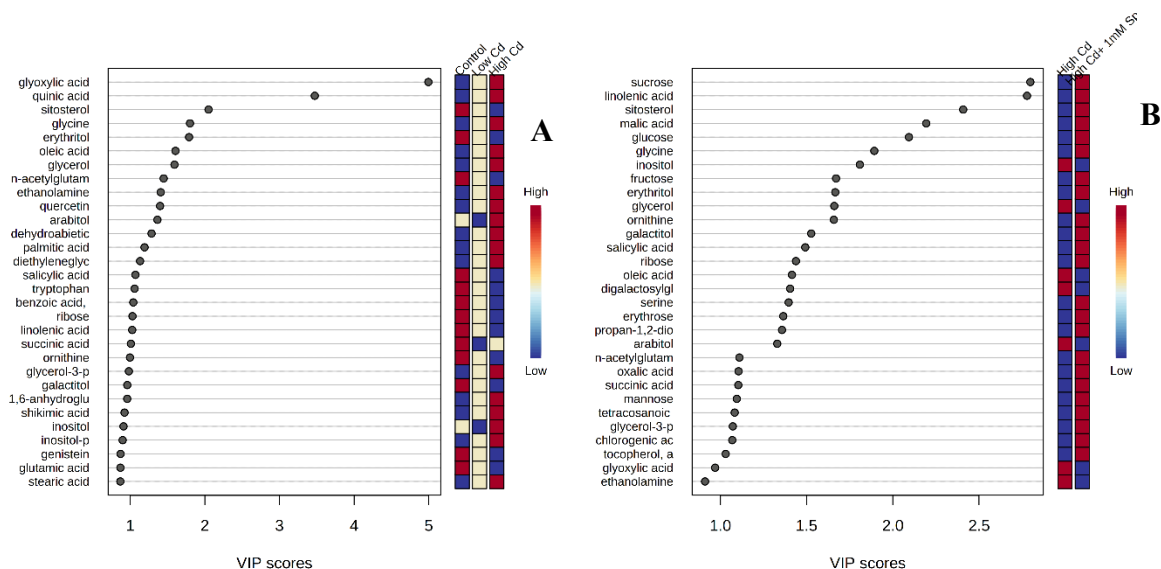 Control
Low Cd
High Cd
glyoxylic acid
quinic acid
sitosterol
glycine
erythritol
oleic acid
glycerol
n-acetylglutam
ethanolamine
quercetin
arabitol
dehydroabietic
palmitic acid
diethyleneglyc
salicylic acid
tryptophan
benzoic acid,
ribose
linolenic acid
succinic acid
ornithine
glycerol-3-p
galactitol
1,6-anhydroglu
shikimic acid
inositol
inositol-p
genistein
glutamic acid
stearic acid
1 2 3 4 5
VIP scores
A
High
Low
High Cd
High Cd+ 1mM Sp
sucrose
linolenic acid
sitosterol
malic acid
glucose
glycine
inositol
fructose
erythritol
glycerol
ornithine
galactitol
salicylic acid
ribose
oleic acid
digalactosylgl
serine
erythrose
propan-1,2-dio
arabitol
n-acetylglutam
oxalic acid
succinic acid
mannose
tetracosanoic
glycerol-3-p
chlorogenic ac
tocopherol, a
glyoxylic acid
ethanolamine
1.0 1.5 2.0 2.5
VIP scores
B
High
Low